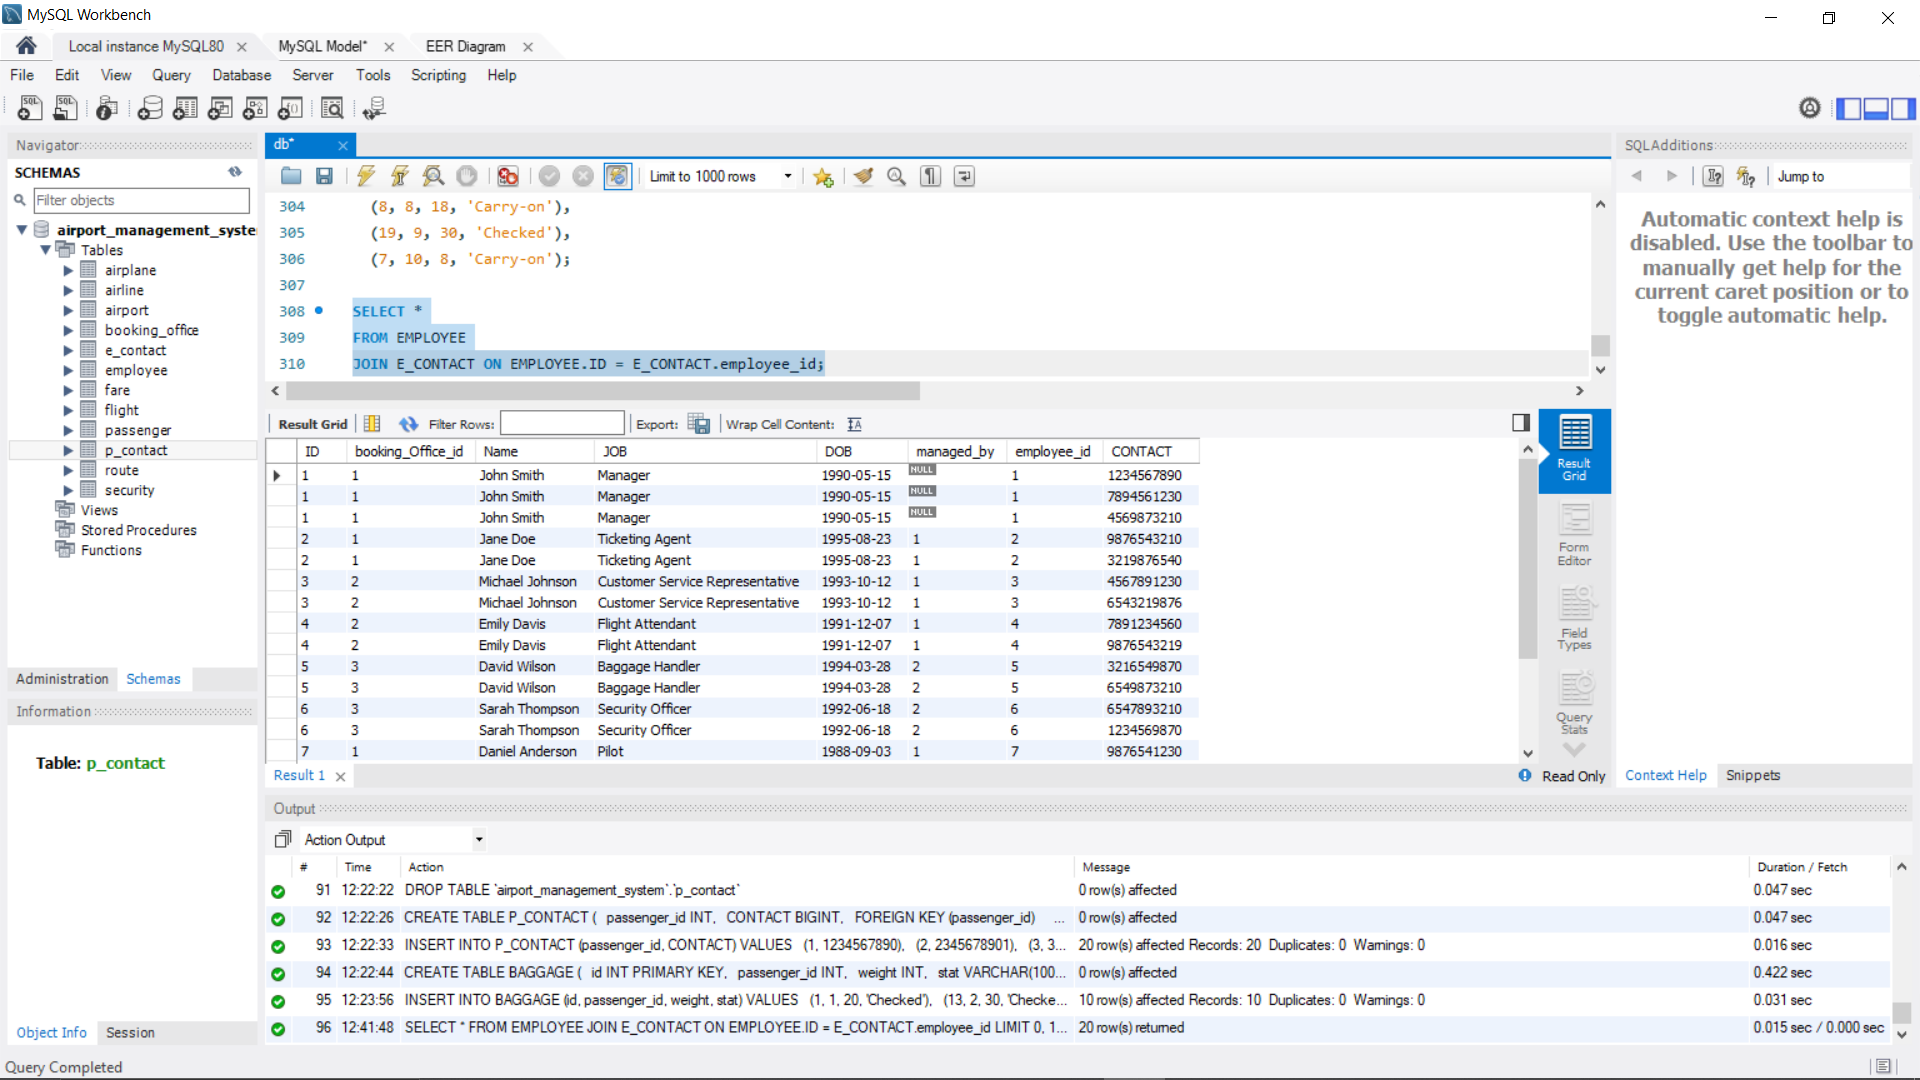 MySQL Workbench
Local instance MySQL80
MySQL Model*
EER Diagram
File Edit View Query Database Server Tools Scripting Help
Navigator
SCHEMAS
Filter objects
airport_management_syste
Tables
airplane
airline
airport
booking_office
e_contact
employee
fare
flight
passenger
p_contact
route
security
Views
Stored Procedures
Functions
Administration Schemas
Information
Table: p_contact
Object Info Session
db*
Limit to 1000 rows
304 (8, 8, 18, 'Carry-on'),
305 (19, 9, 30, 'Checked'),
306 (7, 10, 8, 'Carry-on');
307
308 SELECT *
309 FROM EMPLOYEE
310 JOIN E_CONTACT ON EMPLOYEE.ID = E_CONTACT.employee_id;
Result Grid Filter Rows: Export: Wrap Cell Content:
ID booking_Office_id Name JOB DOB managed_by employee_id CONTACT
1 1 John Smith Manager 1990-05-15 NULL 1 1234567890
1 1 John Smith Manager 1990-05-15 NULL 1 7894561230
1 1 John Smith Manager 1990-05-15 NULL 1 4569873210
2 1 Jane Doe Ticketing Agent 1995-08-23 1 2 9876543210
2 1 Jane Doe Ticketing Agent 1995-08-23 1 2 3219876540
3 2 Michael Johnson Customer Service Representative 1993-10-12 1 3 4567891230
3 2 Michael Johnson Customer Service Representative 1993-10-12 1 3 6543219876
4 2 Emily Davis Flight Attendant 1991-12-07 1 4 7891234560
4 2 Emily Davis Flight Attendant 1991-12-07 1 4 9876543219
5 3 David Wilson Baggage Handler 1994-03-28 2 5 3216549870
5 3 David Wilson Baggage Handler 1994-03-28 2 5 6549873210
6 3 Sarah Thompson Security Officer 1992-06-18 2 6 6547893210
6 3 Sarah Thompson Security Officer 1992-06-18 2 6 1234569870
7 1 Daniel Anderson Pilot 1988-09-03 1 7 9876541230
Result 1
Read Only
Result
Grid
Form
Editor
Field
Types
Query
Stats
SQLAdditions
Jump to
Automatic context help is
disabled. Use the toolbar to
manually get help for the
current caret position or to
toggle automatic help.
Context Help Snippets
Output
Action Output
# Time Action Message Duration / Fetch
91 12:22:22 DROP TABLE `airport_management_system`.`p_contact` 0 row(s) affected 0.047 sec
92 12:22:26 CREATE TABLE P_CONTACT ( passenger_id INT, CONTACT BIGINT, FOREIGN KEY (passenger_id) ... 0 row(s) affected 0.047 sec
93 12:22:33 INSERT INTO P_CONTACT (passenger_id, CONTACT) VALUES (1, 1234567890), (2, 2345678901), (3, 3... 20 row(s) affected Records: 20 Duplicates: 0 Warnings: 0 0.016 sec
94 12:22:44 CREATE TABLE BAGGAGE ( id INT PRIMARY KEY, passenger_id INT, weight INT, stat VARCHAR(100... 0 row(s) affected 0.422 sec
95 12:23:56 INSERT INTO BAGGAGE (id, passenger_id, weight, stat) VALUES (1, 1, 20, 'Checked'), (13, 2, 30, 'Checke... 10 row(s) affected Records: 10 Duplicates: 0 Warnings: 0 0.031 sec
96 12:41:48 SELECT * FROM EMPLOYEE JOIN E_CONTACT ON EMPLOYEE.ID = E_CONTACT.employee_id LIMIT 0, 1... 20 row(s) returned 0.015 sec / 0.000 sec
Query Completed